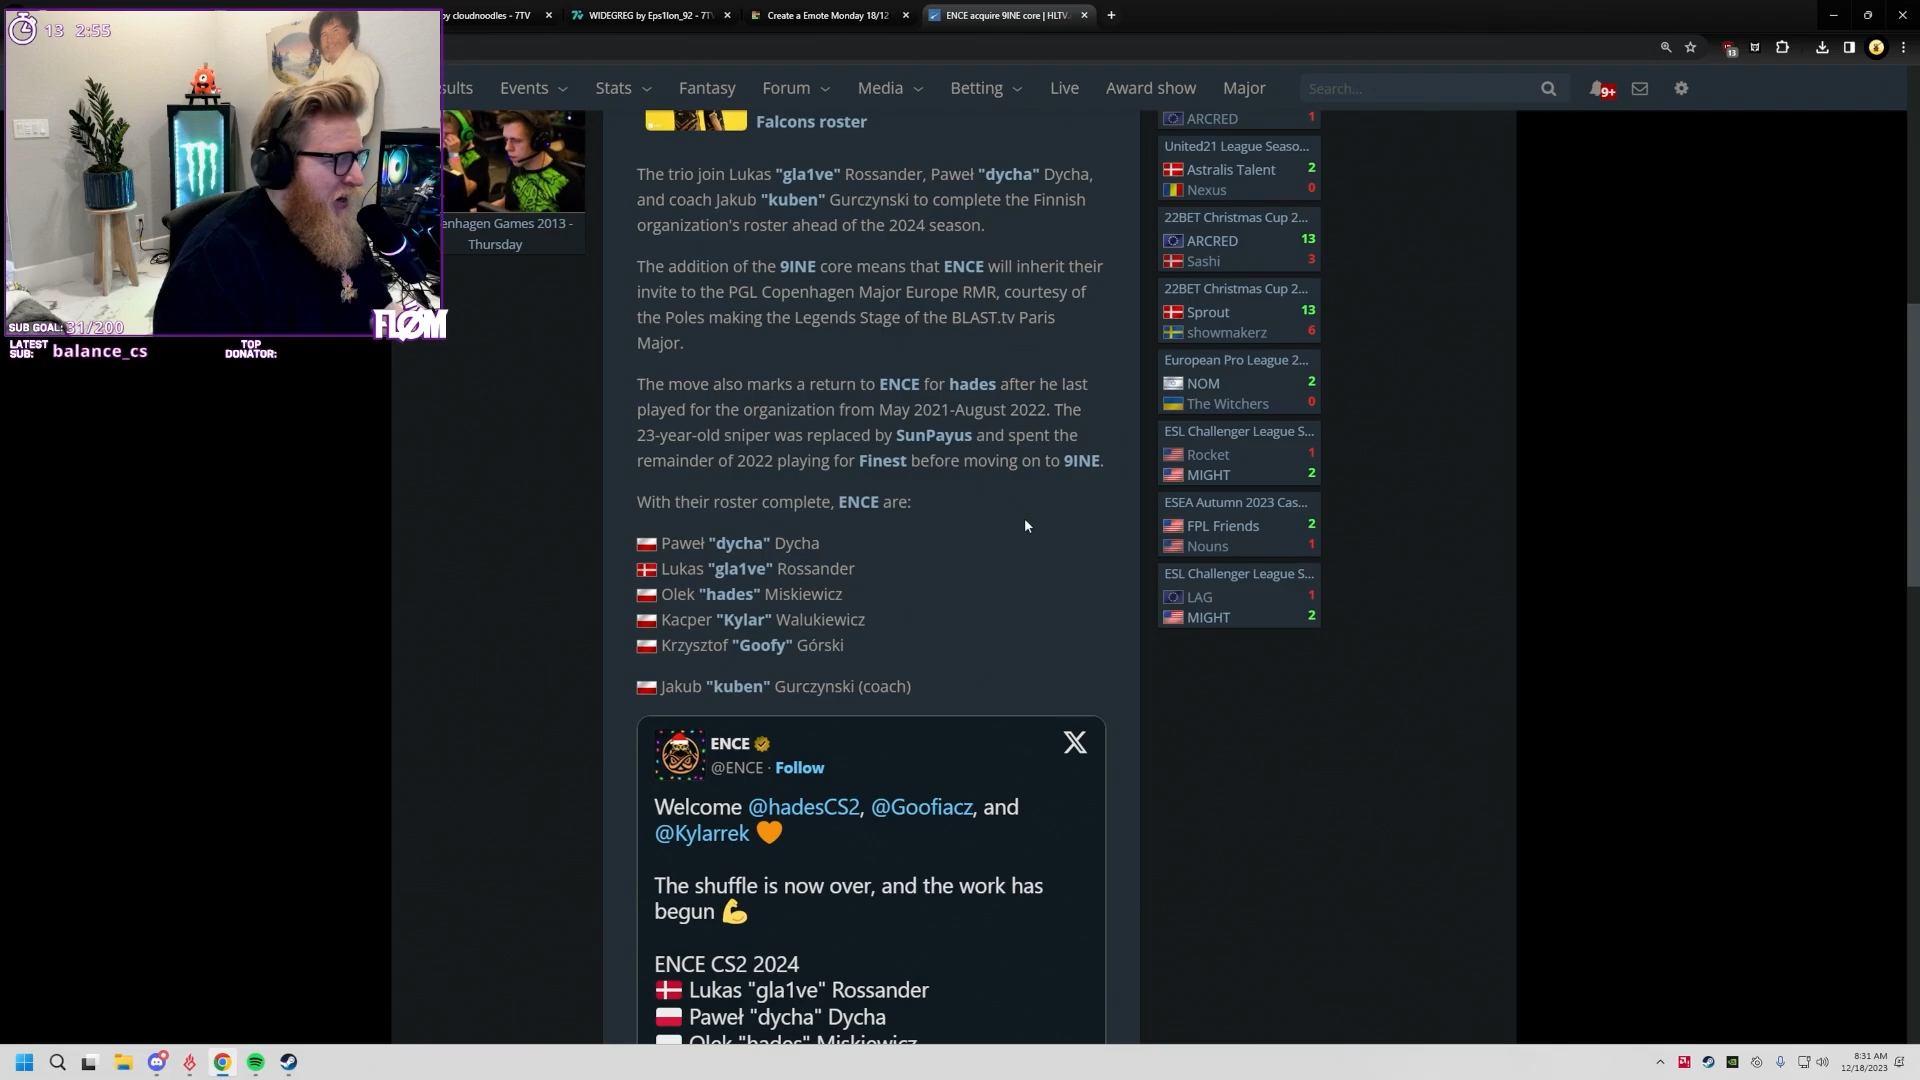 13 2:55
by cloudnoodles - 7TV
WIDEGREG by Eps1lon_92 - 7T
Create a Emote Monday 18/12
ENCE acquire 9INE core | HLTV.
13
sults
Events
Stats
Fantasy
Forum
Media
Betting
Live
Award show
Major
Search...
9+
SUB GOAL: 31/200
FLØM
LATEST SUB: balance_cs
TOP DONATOR:
enhagen Games 2013 -
Thursday
Falcons roster
The trio join Lukas "gla1ve" Rossander, Paweł "dycha" Dycha,
and coach Jakub "kuben" Gurczynski to complete the Finnish
organization's roster ahead of the 2024 season.
The addition of the 9INE core means that ENCE will inherit their
invite to the PGL Copenhagen Major Europe RMR, courtesy of
the Poles making the Legends Stage of the BLAST.tv Paris
Major.
The move also marks a return to ENCE for hades after he last
played for the organization from May 2021-August 2022. The
23-year-old sniper was replaced by SunPayus and spent the
remainder of 2022 playing for Finest before moving on to 9INE.
With their roster complete, ENCE are:
Paweł "dycha" Dycha
Lukas "gla1ve" Rossander
Olek "hades" Miskiewicz
Kacper "Kylar" Walukiewicz
Krzysztof "Goofy" Górski
Jakub "kuben" Gurczynski (coach)
ENCE
@ENCE · Follow
Welcome @hadesCS2, @Goofiacz, and
@Kylarrek 🧡
The shuffle is now over, and the work has
begun 💪
ENCE CS2 2024
Lukas "gla1ve" Rossander
Paweł "dycha" Dycha
Olek "hades" Miskiewicz
ARCRED 1
United21 League Seaso...
Astralis Talent 2
Nexus 0
22BET Christmas Cup 2...
ARCRED 13
Sashi 3
22BET Christmas Cup 2...
Sprout 13
showmakerz 6
European Pro League 2...
NOM 2
The Witchers 0
ESL Challenger League S...
Rocket 1
MIGHT 2
ESEA Autumn 2023 Cas...
FPL Friends 2
Nouns 1
ESL Challenger League S...
LAG 1
MIGHT 2
8:31 AM
12/18/2023